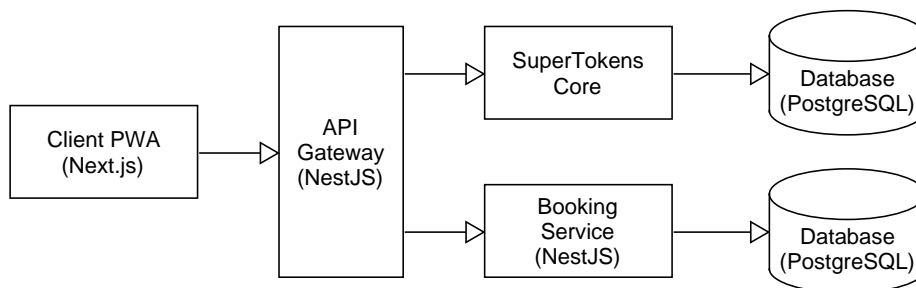 Client PWA
(Next.js)
API
Gateway
(NestJS)
SuperTokens
Core
Database
(PostgreSQL)
Booking
Service
(NestJS)
Database
(PostgreSQL)